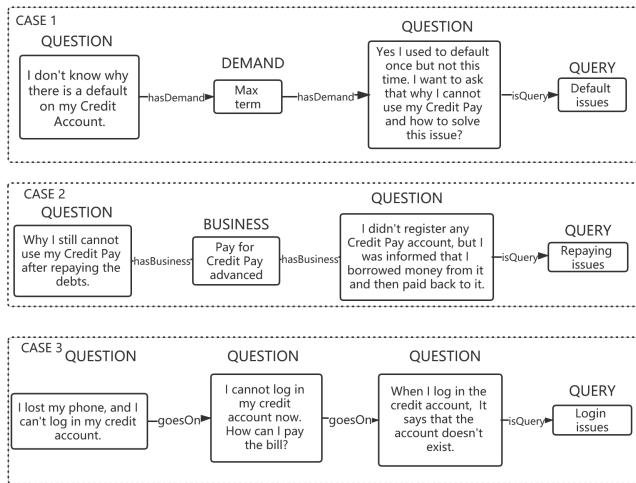 CASE 1
QUESTION
I don't know why
there is a default
on my Credit
Account.
hasDemand
DEMAND
Max
term
hasDemand
QUESTION
Yes I used to default
once but not this
time. I want to ask
that why I cannot
use my Credit Pay
and how to solve
this issue?
isQuery
QUERY
Default
issues
CASE 2
QUESTION
Why I still cannot
use my Credit Pay
after repaying the
debts.
hasBusiness
BUSINESS
Pay for
Credit Pay
advanced
hasBusiness
QUESTION
I didn't register any
Credit Pay account, but I
was informed that I
borrowed money from it
and then paid back to it.
isQuery
QUERY
Repaying
issues
CASE 3
QUESTION
I lost my phone, and I
can't log in my credit
account.
goesOn
QUESTION
I cannot log in
my credit
account now.
How can I pay
the bill?
goesOn
QUESTION
When I log in the
credit account, It
says that the
account doesn't
exist.
isQuery
QUERY
Login
issues